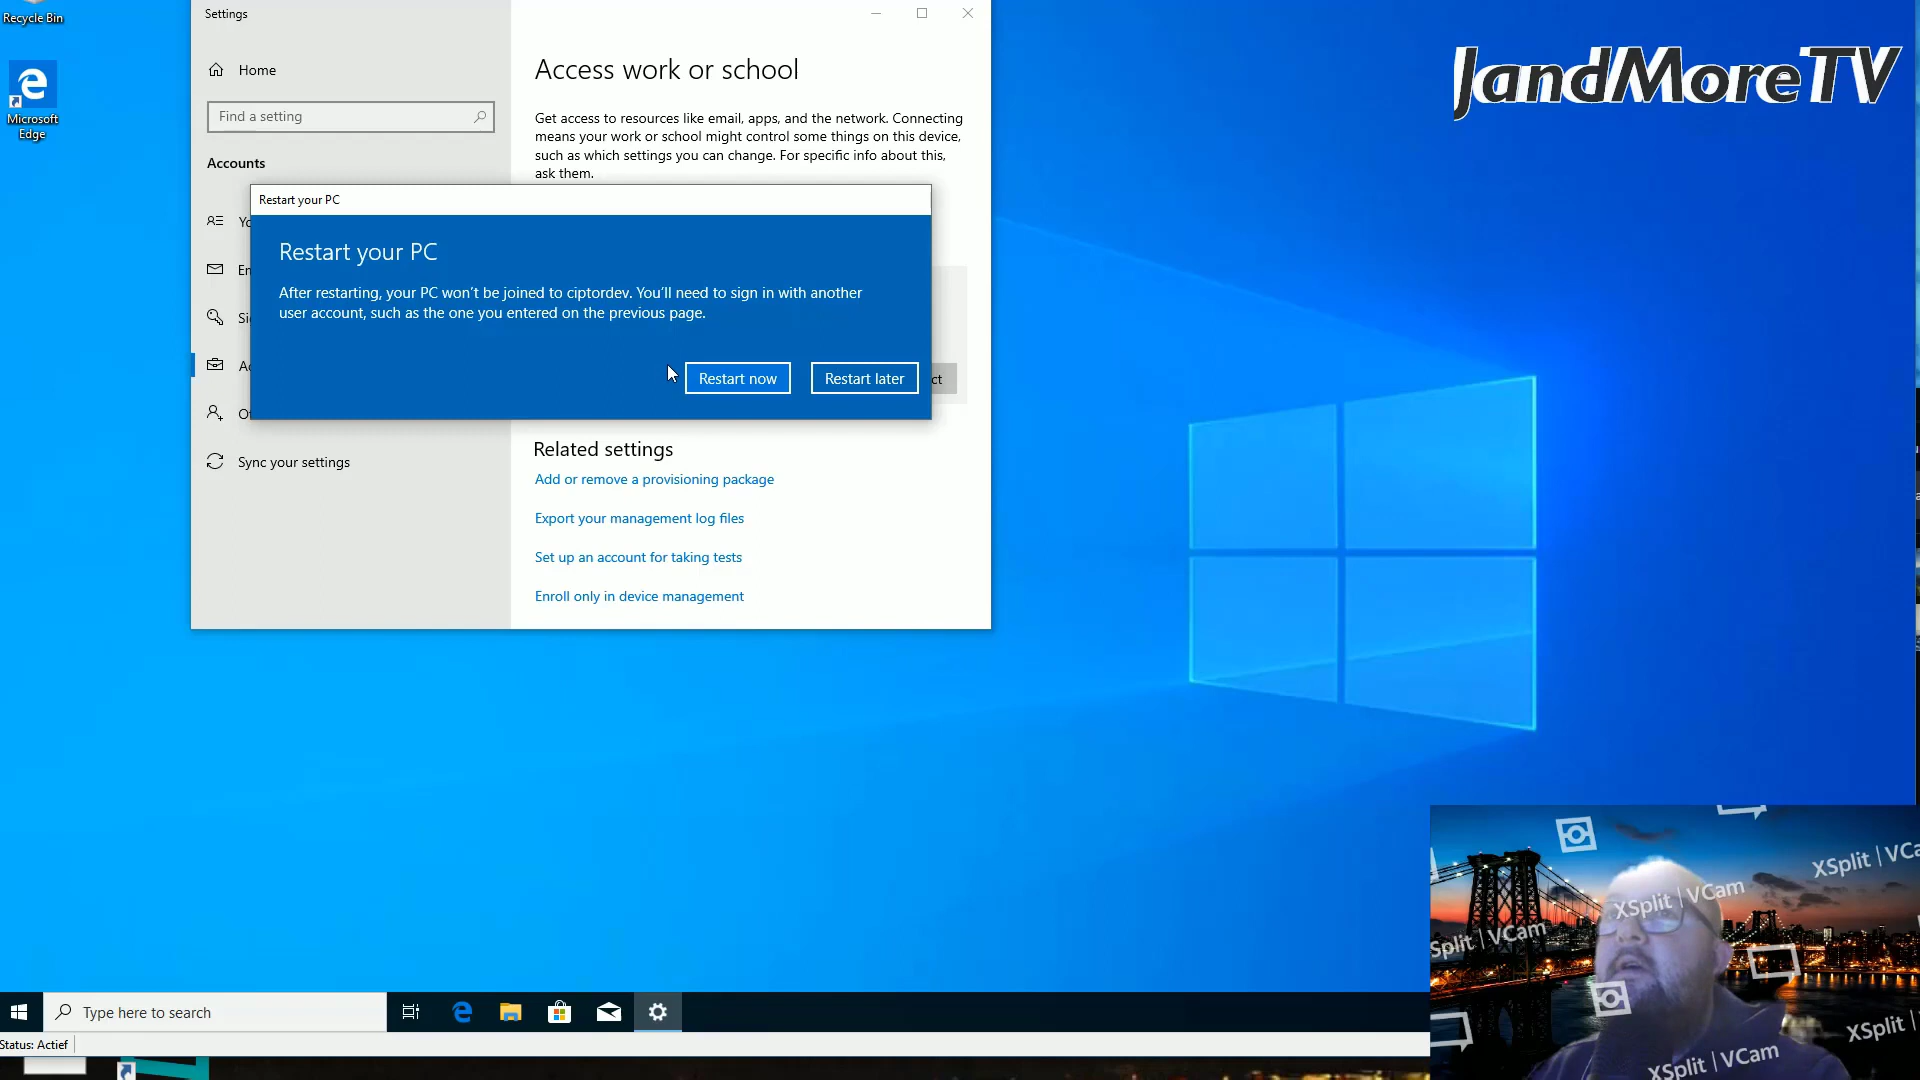 Recycle Bin
Microsoft
Edge
Settings
Home
Find a setting
Accounts
Sync your settings
Access work or school
Get access to resources like email, apps, and the network. Connecting
means your work or school might control some things on this device,
such as which settings you can change. For specific info about this,
ask them.
Restart your PC
Restart your PC
After restarting, your PC won't be joined to ciptordev. You'll need to sign in with another
user account, such as the one you entered on the previous page.
Restart now
Restart later
ct
Related settings
Add or remove a provisioning package
Export your management log files
Set up an account for taking tests
Enroll only in device management
JandMoreTV
Type here to search
Status: Actief
XSplit | VCam
XSplit | VCam
Split | VCam
XSplit |
XSplit | VCam